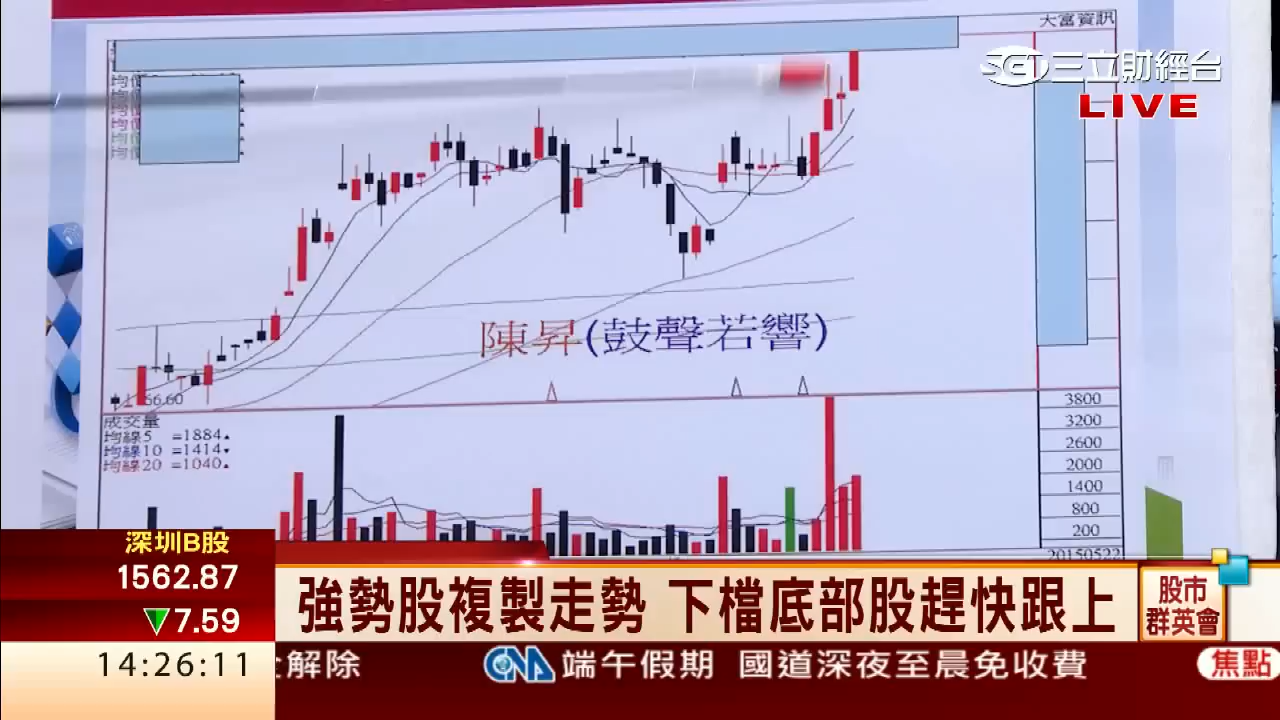 大富資訊
三立財經台
LIVE
陳昇(鼓聲若響)
56.60
成交量
均線5 =1884
均線10 =1414
均線20 =1040
3800
3200
2600
2000
1400
800
200
20150522
深圳B股
1562.87
▼7.59
14:26:11
強勢股複製走勢 下檔底部股趕快跟上
股市
群英會
解除
CNA 端午假期 國道深夜至晨免收費
焦點